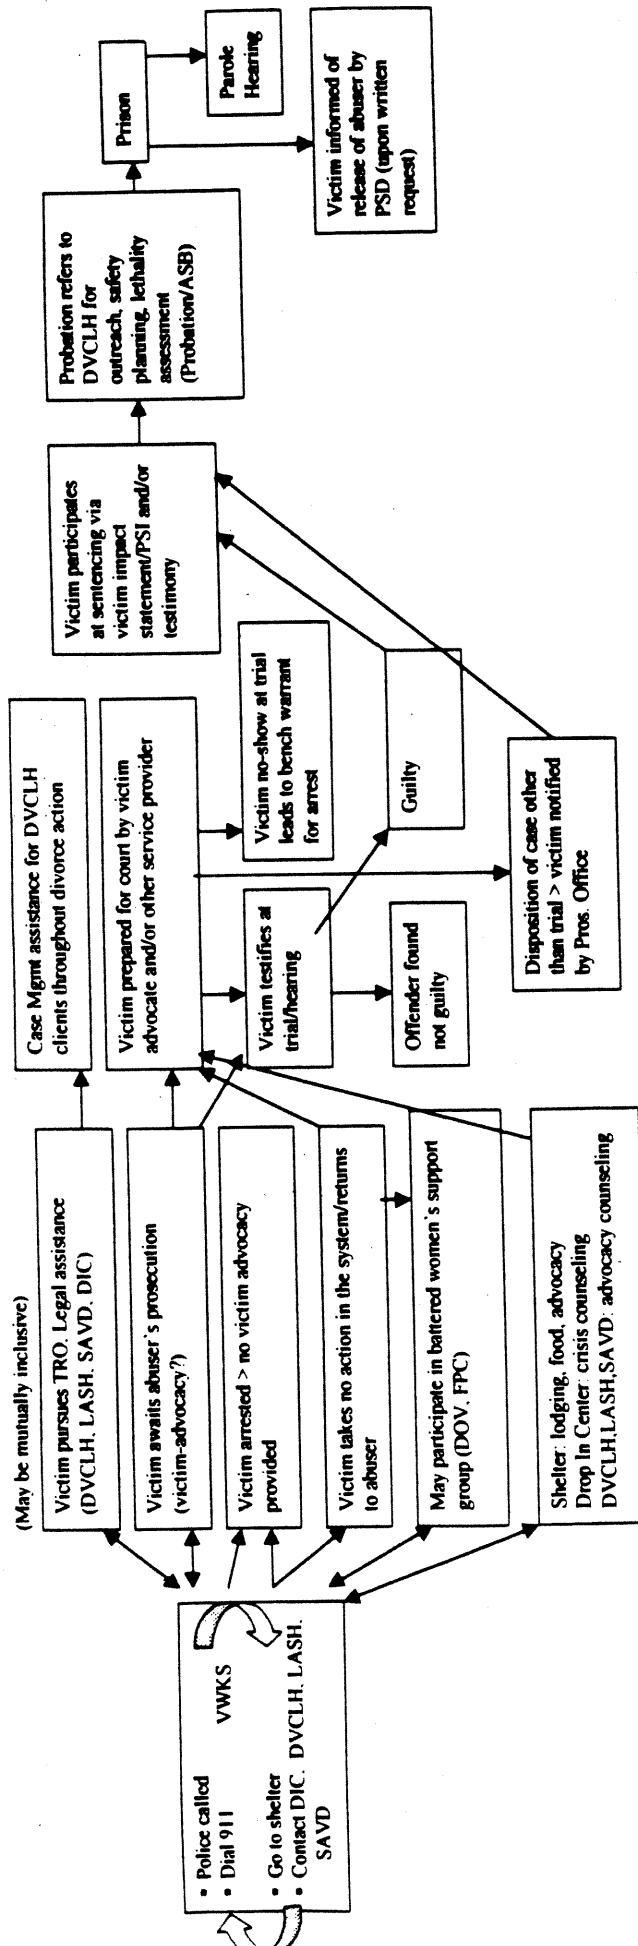 • Police called
• Dial 911
VWKS
• Go to shelter
• Contact DIC. DVCLH. LASH.
SAVD
(May be mutually inclusive)
Victim pursues TRO. Legal assistance
(DVCLH. LASH. SAVD. DIC)
Victim awaits abuser's prosecution
(victim-advocacy?)
Victim arrested > no victim advocacy
provided
Victim takes no action in the system/returns
to abuser
May participate in battered women's support
group (DOV. FPC)
Shelter: lodging, food, advocacy
Drop In Center: crisis counseling
DVCLH,LASH,SAVD: advocacy counseling
Case Mgmt assistance for DVCLH
clients throughout divorce action
Victim prepared for court by victim
advocate and/or other service provider
Victim testifies at
trial/hearing
Victim no-show at trial
leads to bench warrant
for arrest
Offender found
not guilty
Guilty
Disposition of case other
than trial > victim notified
by Pros. Office
Victim participates
at sentencing via
victim impact
statement/PSI and/or
testimony
Probation refers to
DVCLH for
outreach, safety
planning, lethality
assessment
(Probation/ASB)
Prison
Parole
Hearing
Victim informed of
release of abuser by
PSD (upon written
request)